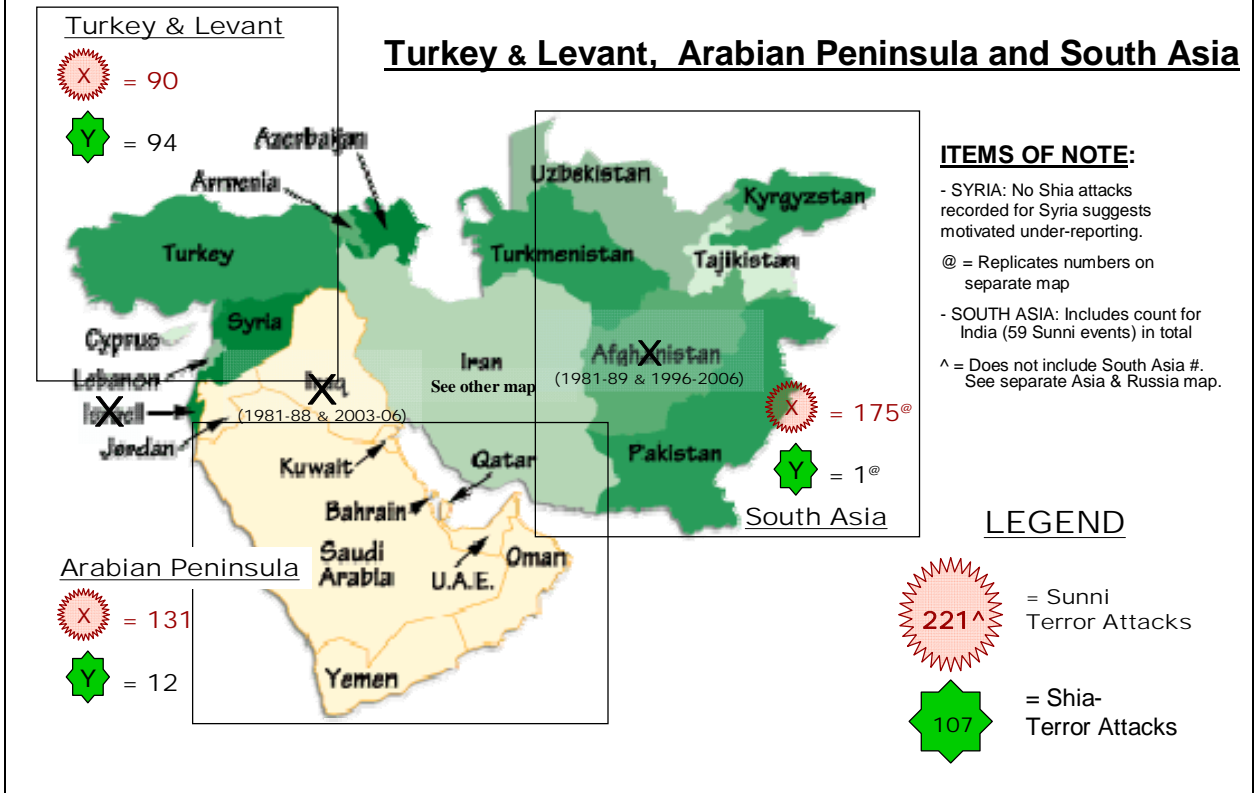 Turkey & Levant
X = 90
Y = 94
Turkey & Levant, Arabian Peninsula and South Asia
Azerbaijan
Armenia
Turkey
Cyprus
Syria
Lebanon
X
Jordan
Iraq
X
(1981-88 & 2003-06)
Iran
See other map
Uzbekistan
Kyrgyzstan
Turkmenistan
Tajikistan
Afghanistan
X
(1981-89 & 1996-2006)
Pakistan
X = 175@
Y = 1@
South Asia
Kuwait
Qatar
Bahrain
Saudi
Arabia
U.A.E.
Oman
Yemen
Arabian Peninsula
X = 131
Y = 12
ITEMS OF NOTE:
- SYRIA: No Shia attacks
recorded for Syria suggests
motivated under-reporting.
@ = Replicates numbers on
separate map
- SOUTH ASIA: Includes count for
India (59 Sunni events) in total
^ = Does not include South Asia #.
See separate Asia & Russia map.
LEGEND
221^ = Sunni
Terror Attacks
107 = Shia-
Terror Attacks